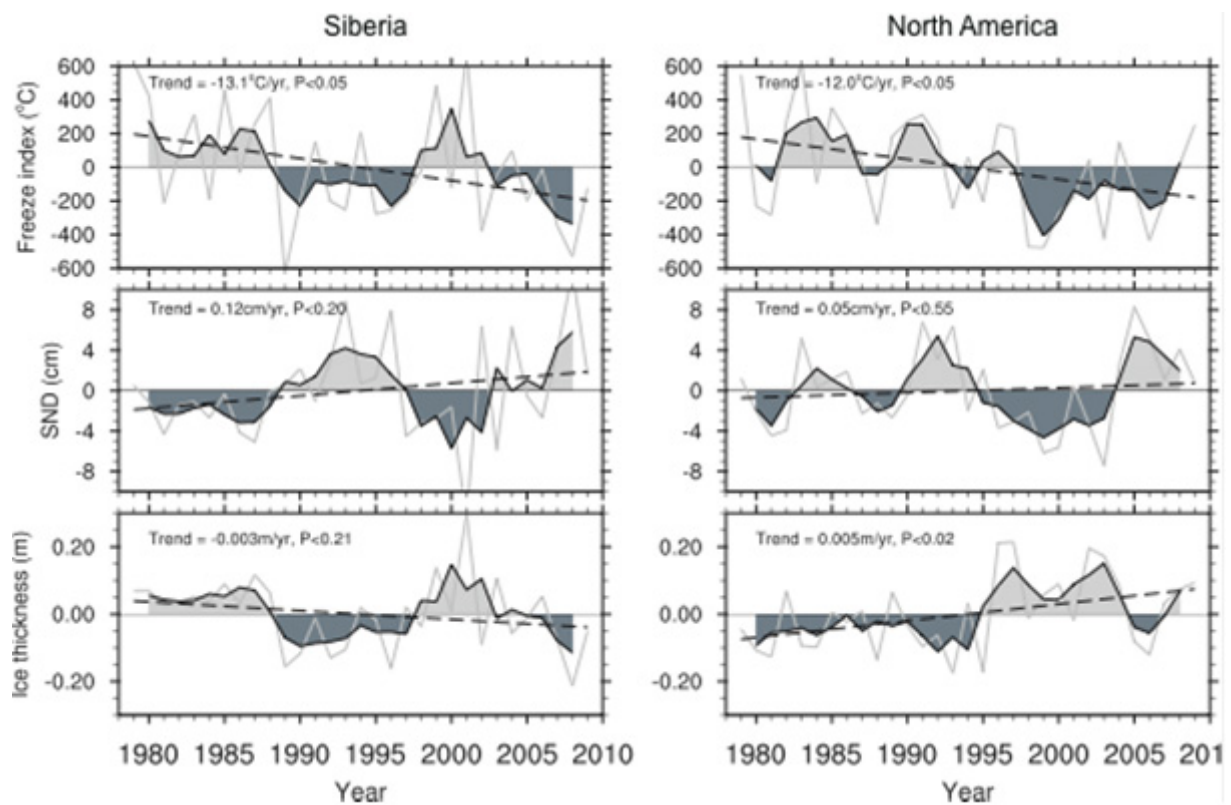 Siberia
North America
Freeze index (°C)
600
400
200
0
-200
-400
-600
Trend = -13.1°C/yr, P<0.05
600
400
200
0
-200
-400
-600
Trend = -12.0°C/yr, P<0.05
SND (cm)
8
4
0
-4
-8
Trend = 0.12cm/yr, P<0.20
8
4
0
-4
-8
Trend = 0.05cm/yr, P<0.55
Ice thickness (m)
0.20
0.00
-0.20
Trend = -0.003m/yr, P<0.21
0.20
0.00
-0.20
Trend = 0.005m/yr, P<0.02
1980 1985 1990 1995 2000 2005 2010
1980 1985 1990 1995 2000 2005 201
Year
Year